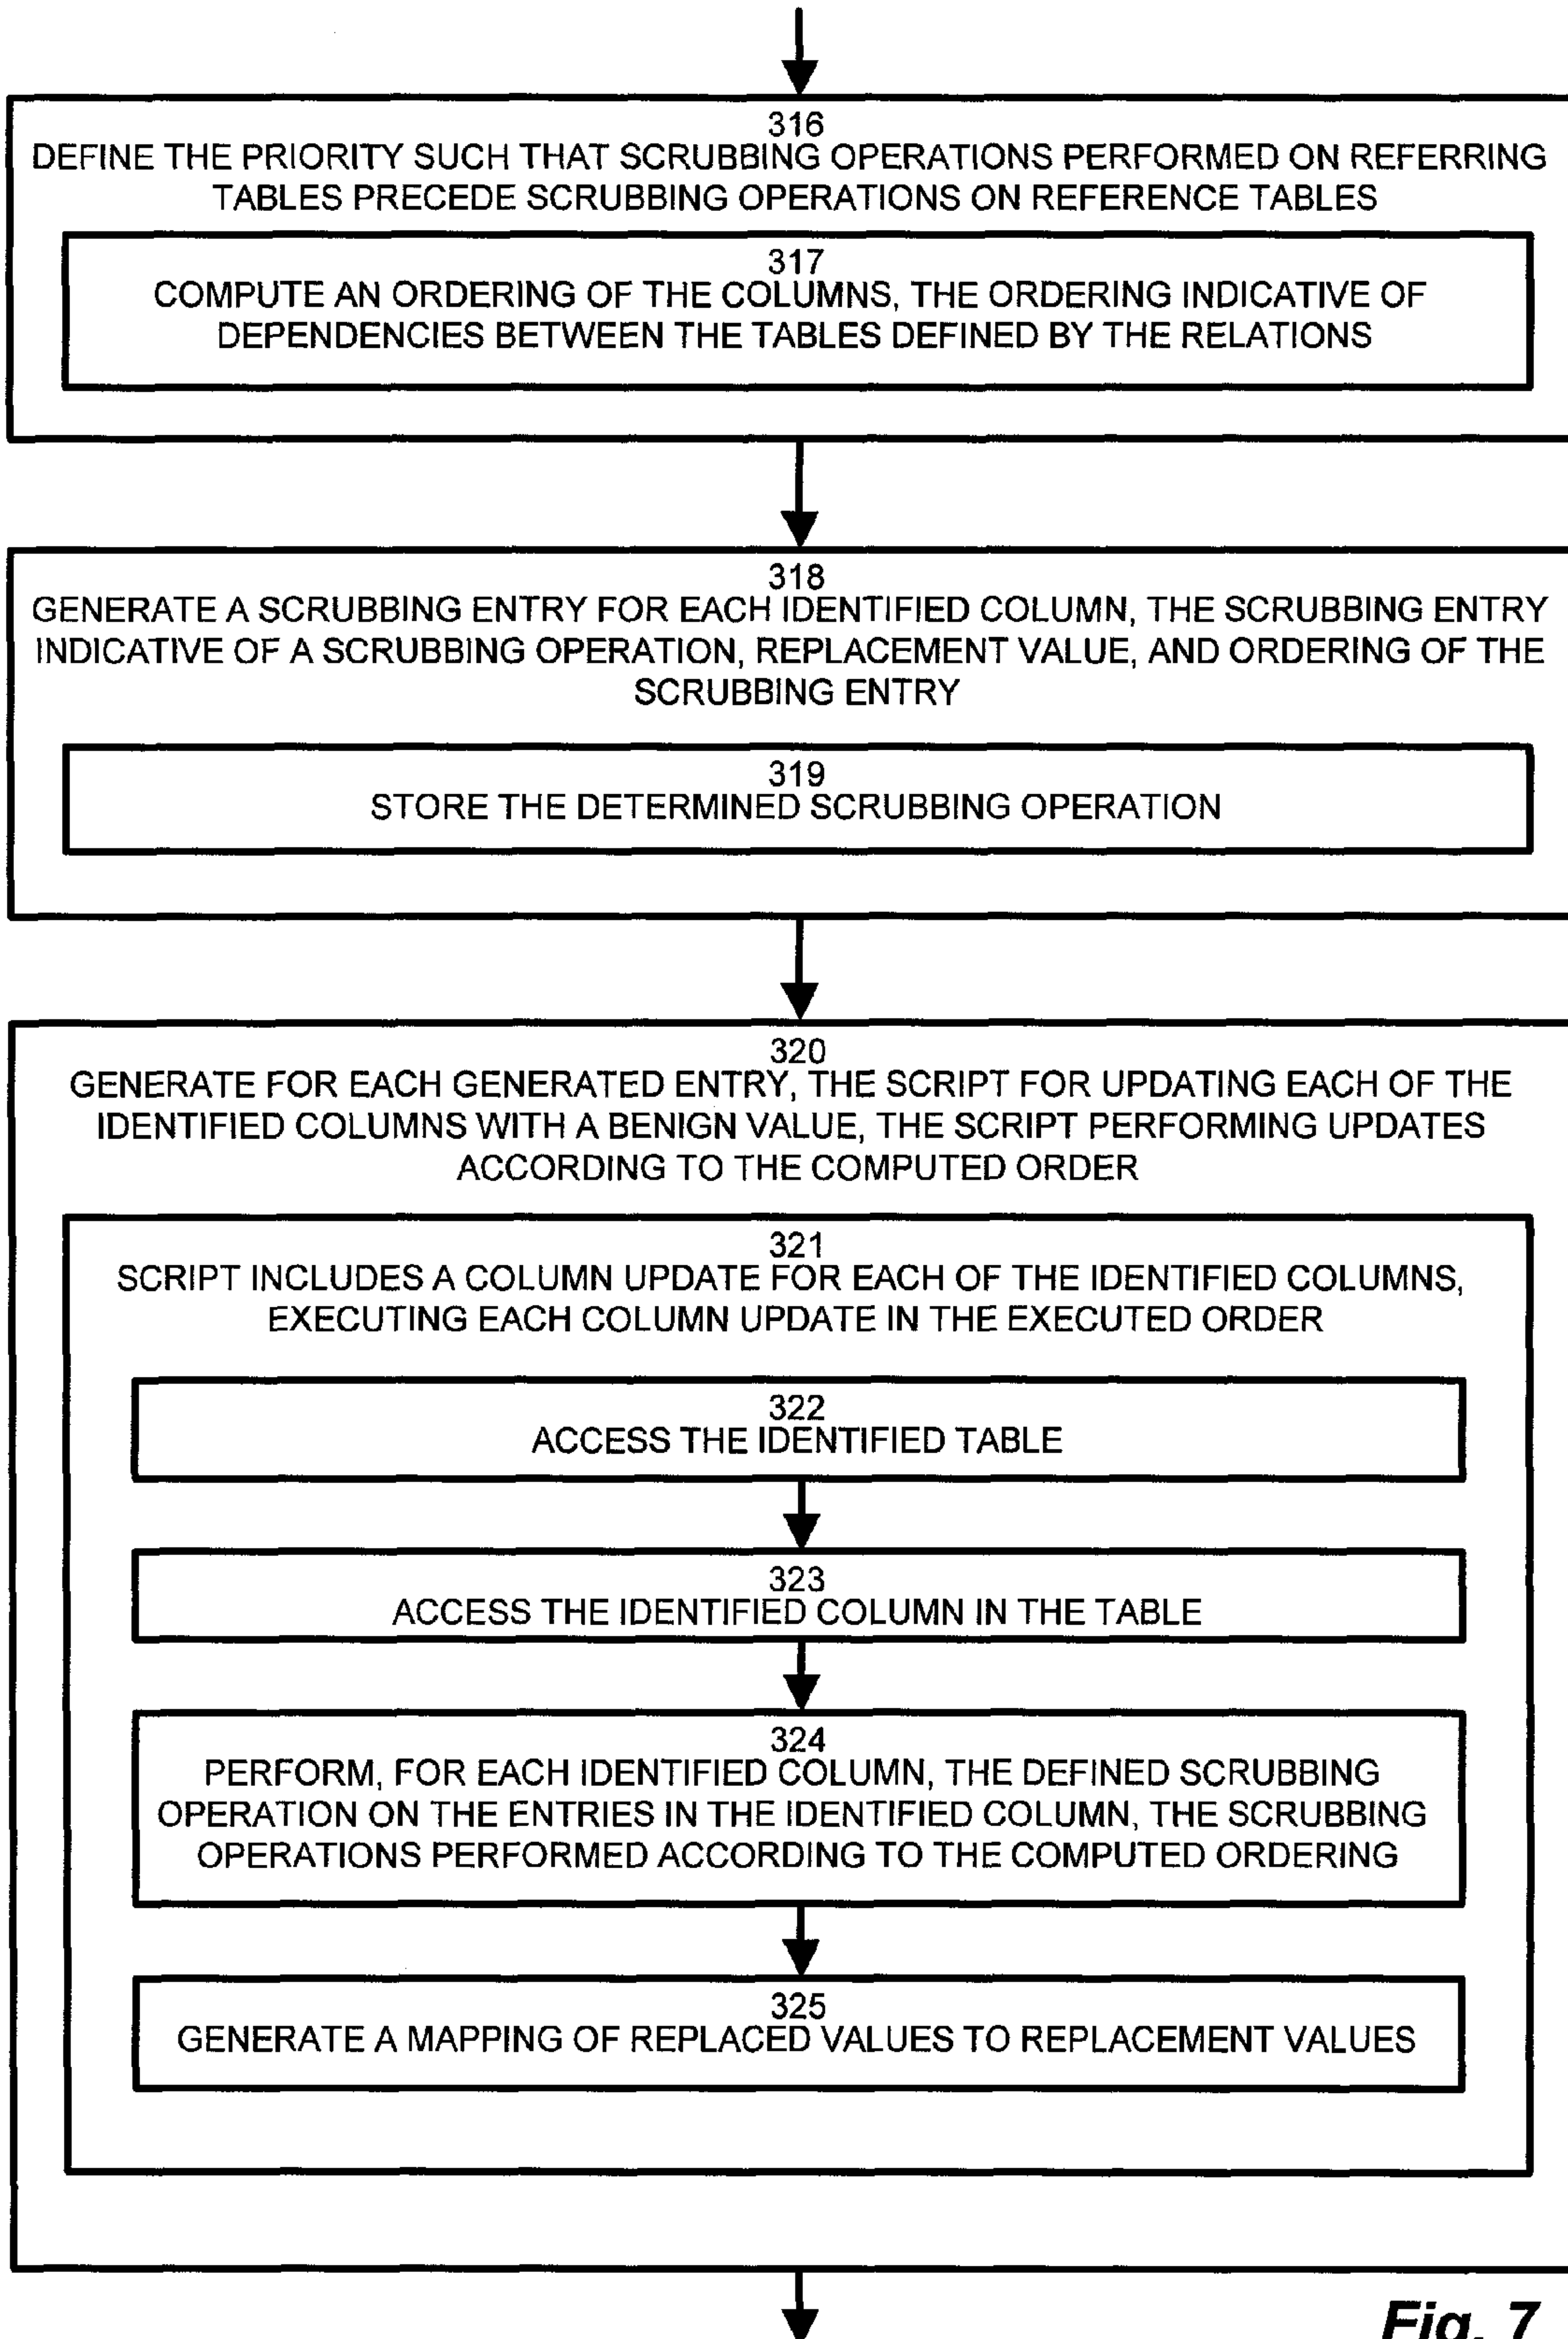 316
DEFINE THE PRIORITY SUCH THAT SCRUBBING OPERATIONS PERFORMED ON REFERRING
TABLES PRECEDE SCRUBBING OPERATIONS ON REFERENCE TABLES
317
COMPUTE AN ORDERING OF THE COLUMNS, THE ORDERING INDICATIVE OF
DEPENDENCIES BETWEEN THE TABLES DEFINED BY THE RELATIONS
318
GENERATE A SCRUBBING ENTRY FOR EACH IDENTIFIED COLUMN, THE SCRUBBING ENTRY
INDICATIVE OF A SCRUBBING OPERATION, REPLACEMENT VALUE, AND ORDERING OF THE
SCRUBBING ENTRY
319
STORE THE DETERMINED SCRUBBING OPERATION
320
GENERATE FOR EACH GENERATED ENTRY, THE SCRIPT FOR UPDATING EACH OF THE
IDENTIFIED COLUMNS WITH A BENIGN VALUE, THE SCRIPT PERFORMING UPDATES
ACCORDING TO THE COMPUTED ORDER
321
SCRIPT INCLUDES A COLUMN UPDATE FOR EACH OF THE IDENTIFIED COLUMNS,
EXECUTING EACH COLUMN UPDATE IN THE EXECUTED ORDER
322
ACCESS THE IDENTIFIED TABLE
323
ACCESS THE IDENTIFIED COLUMN IN THE TABLE
324
PERFORM, FOR EACH IDENTIFIED COLUMN, THE DEFINED SCRUBBING
OPERATION ON THE ENTRIES IN THE IDENTIFIED COLUMN, THE SCRUBBING
OPERATIONS PERFORMED ACCORDING TO THE COMPUTED ORDERING
325
GENERATE A MAPPING OF REPLACED VALUES TO REPLACEMENT VALUES
Fig. 7